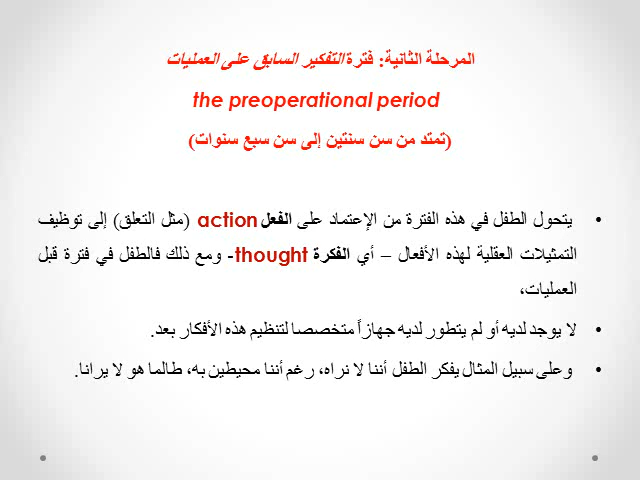 المرحلة الثانية: فترة التفكير السابق على العمليات
the preoperational period
(تمتد من سن سنتين إلى سن سبع سنوات)
• يتحول الطفل في هذه الفترة من الإعتماد على الفعل action (مثل التعلق) إلى توظيف
التمثيلات العقلية لهذه الأفعال – أي الفكرة thought- ومع ذلك فالطفل في فترة قبل
العمليات،
• لا يوجد لديه أو لم يتطور لديه جهازاً متخصصا لتنظيم هذه الأفكار بعد.
• وعلى سبيل المثال يفكر الطفل أننا لا نراه، رغم أننا محيطين به، طالما هو لا يرانا.